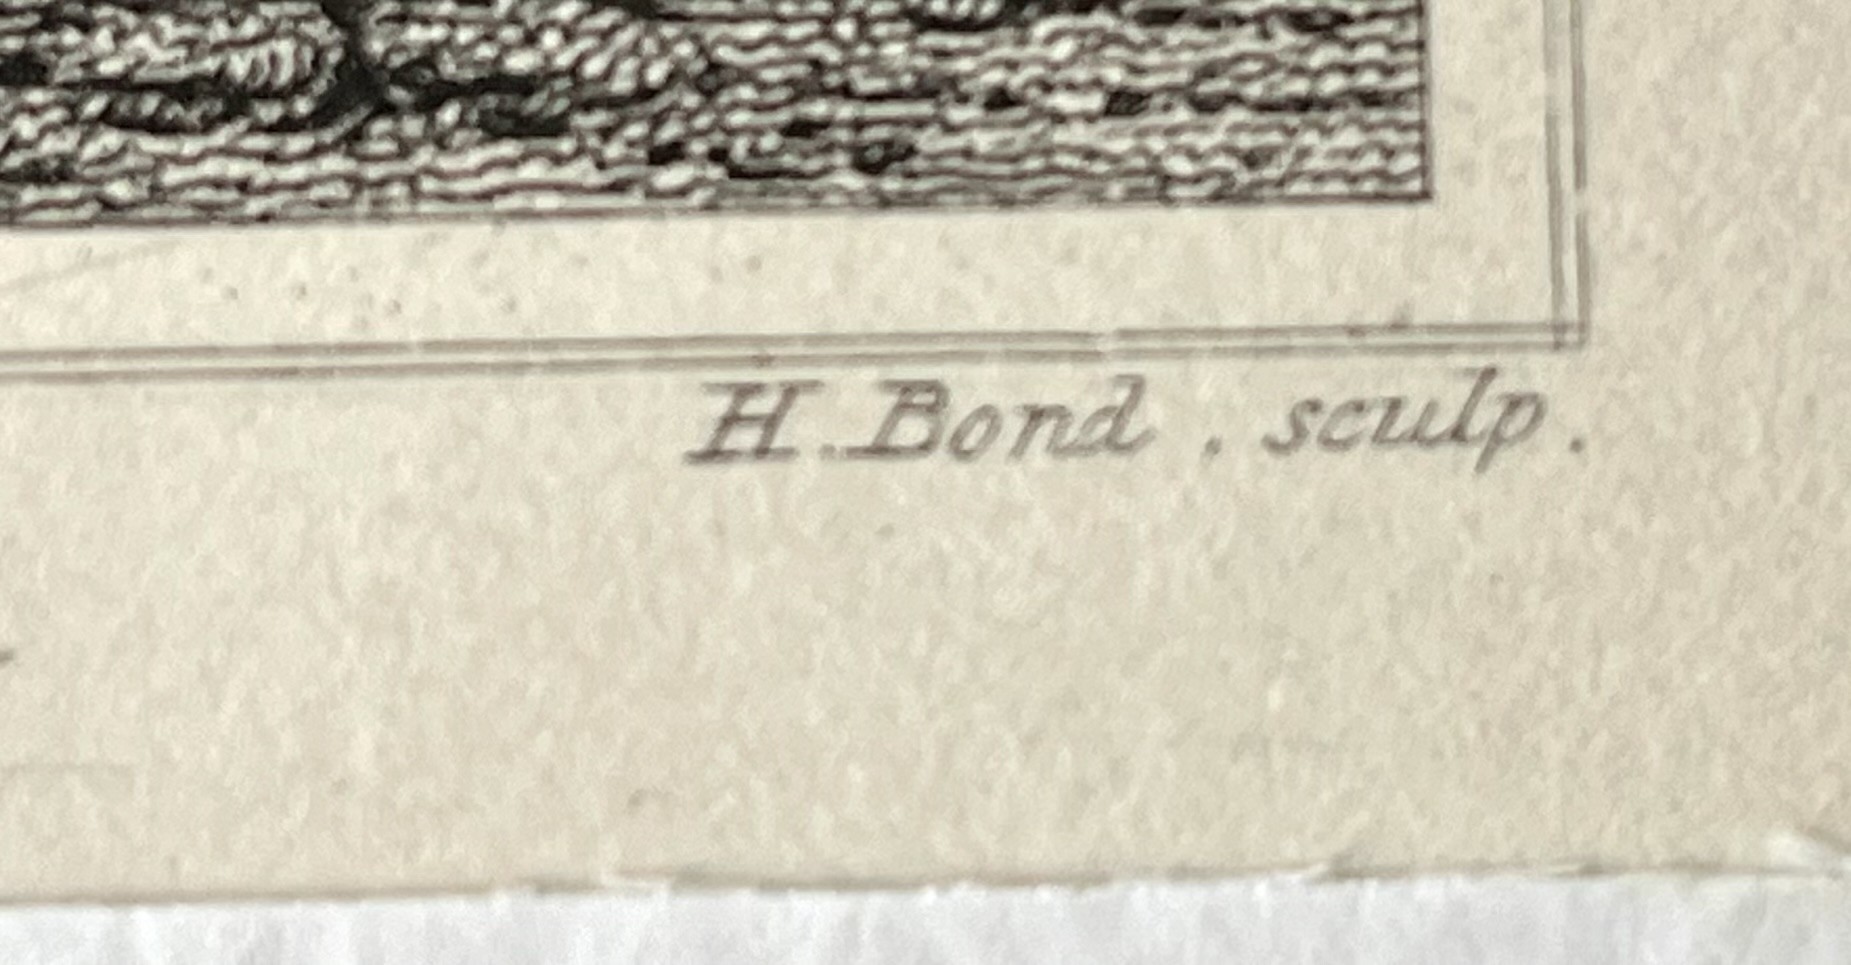 H. Bond . sculp.